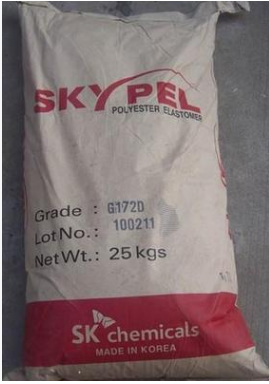 SKYPEL
POLYESTER ELASTOMER
Grade : G172D
Lot No.: 100211
Net Wt.: 25 kgs
SK chemicals
MADE IN KOREA